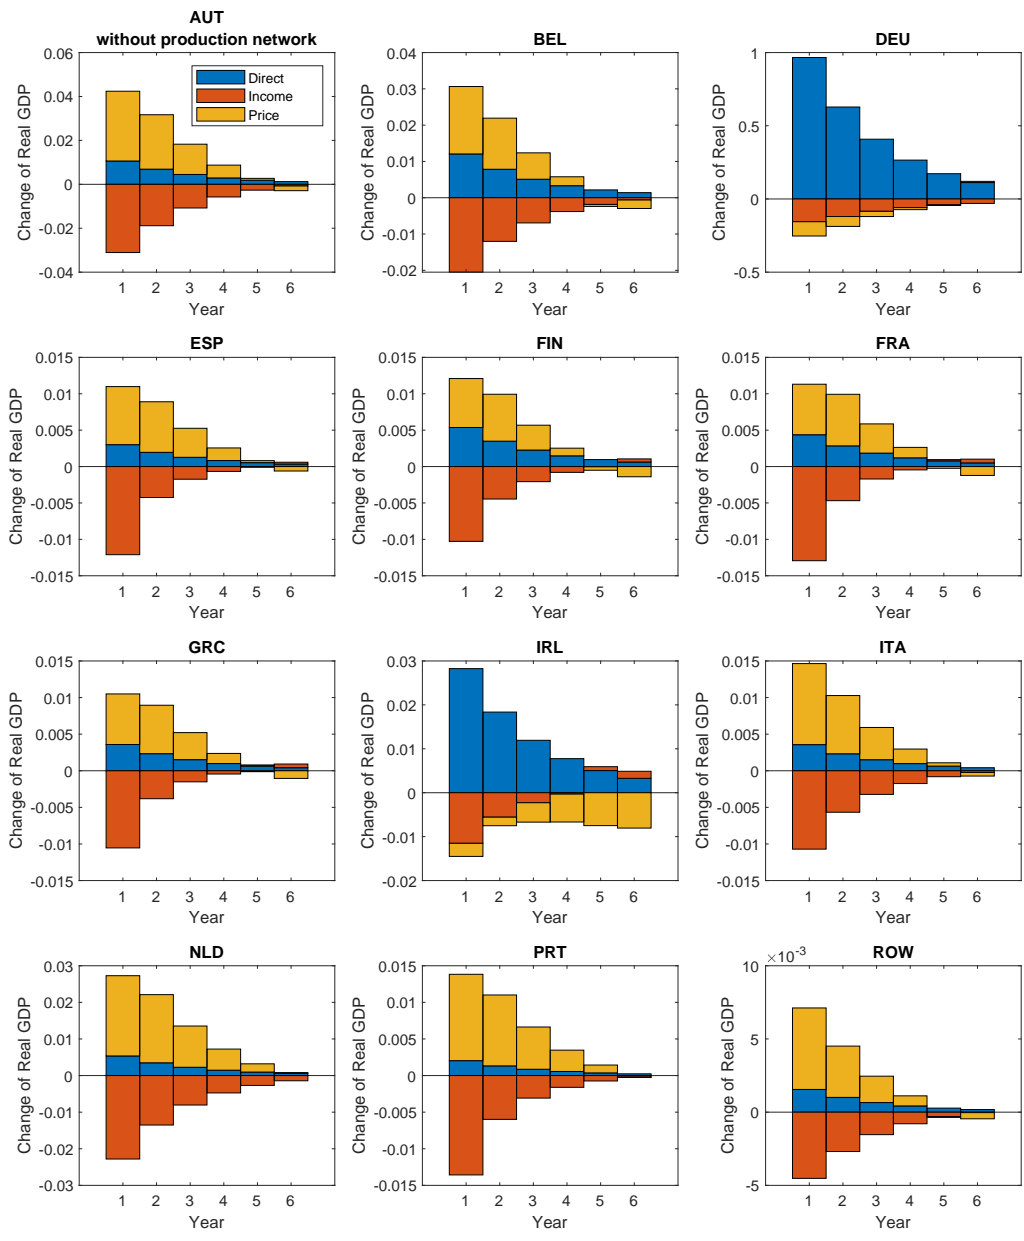 AUT
without production network
0.06
0.04
0.02
0
-0.02
-0.04
Change of Real GDP
Direct
Income
Price
1 2 3 4 5 6
Year
BEL
0.04
0.03
0.02
0.01
0
-0.01
-0.02
Change of Real GDP
1 2 3 4 5 6
Year
DEU
1
0.5
0
-0.5
Change of Real GDP
1 2 3 4 5 6
Year
ESP
0.015
0.01
0.005
0
-0.005
-0.01
-0.015
Change of Real GDP
1 2 3 4 5 6
Year
FIN
0.015
0.01
0.005
0
-0.005
-0.01
-0.015
Change of Real GDP
1 2 3 4 5 6
Year
FRA
0.015
0.01
0.005
0
-0.005
-0.01
-0.015
Change of Real GDP
1 2 3 4 5 6
Year
GRC
0.015
0.01
0.005
0
-0.005
-0.01
-0.015
Change of Real GDP
1 2 3 4 5 6
Year
IRL
0.03
0.02
0.01
0
-0.01
-0.02
Change of Real GDP
1 2 3 4 5 6
Year
ITA
0.015
0.01
0.005
0
-0.005
-0.01
-0.015
Change of Real GDP
1 2 3 4 5 6
Year
NLD
0.03
0.02
0.01
0
-0.01
-0.02
-0.03
Change of Real GDP
1 2 3 4 5 6
Year
PRT
0.015
0.01
0.005
0
-0.005
-0.01
-0.015
Change of Real GDP
1 2 3 4 5 6
Year
ROW
×10⁻³
10
5
0
-5
Change of Real GDP
1 2 3 4 5 6
Year